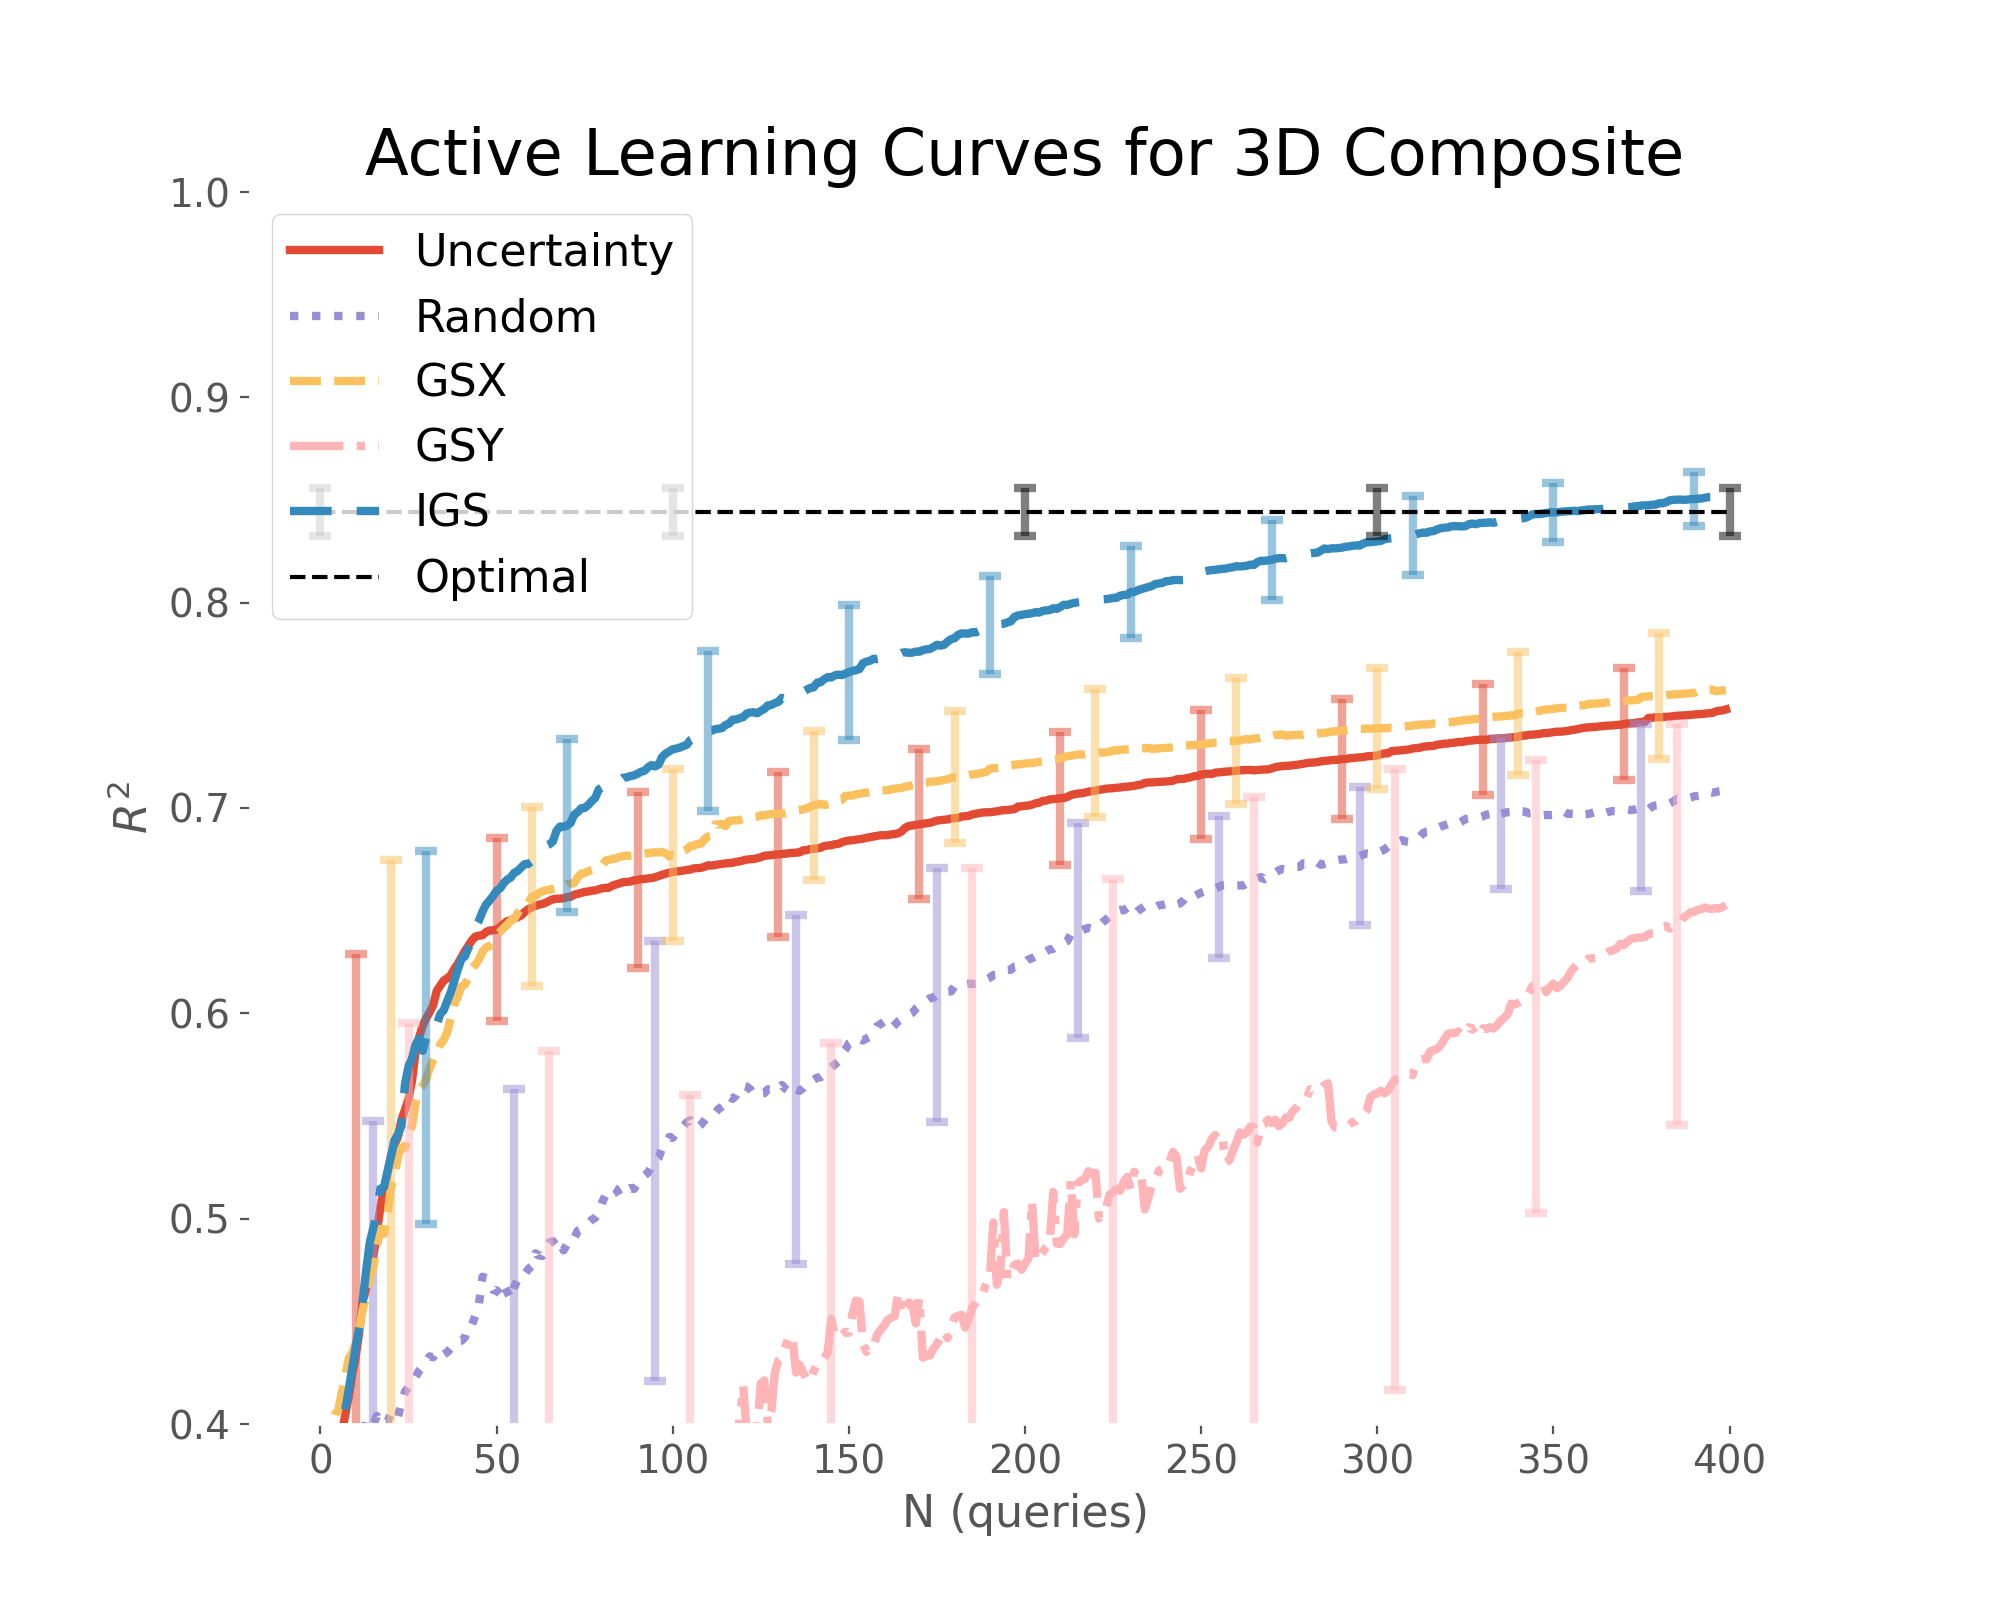 Active Learning Curves for 3D Composite
1.0
0.9
0.8
0.7
0.6
0.5
0.4
R²
Uncertainty
Random
GSX
GSY
IGS
Optimal
0 50 100 150 200 250 300 350 400
N (queries)